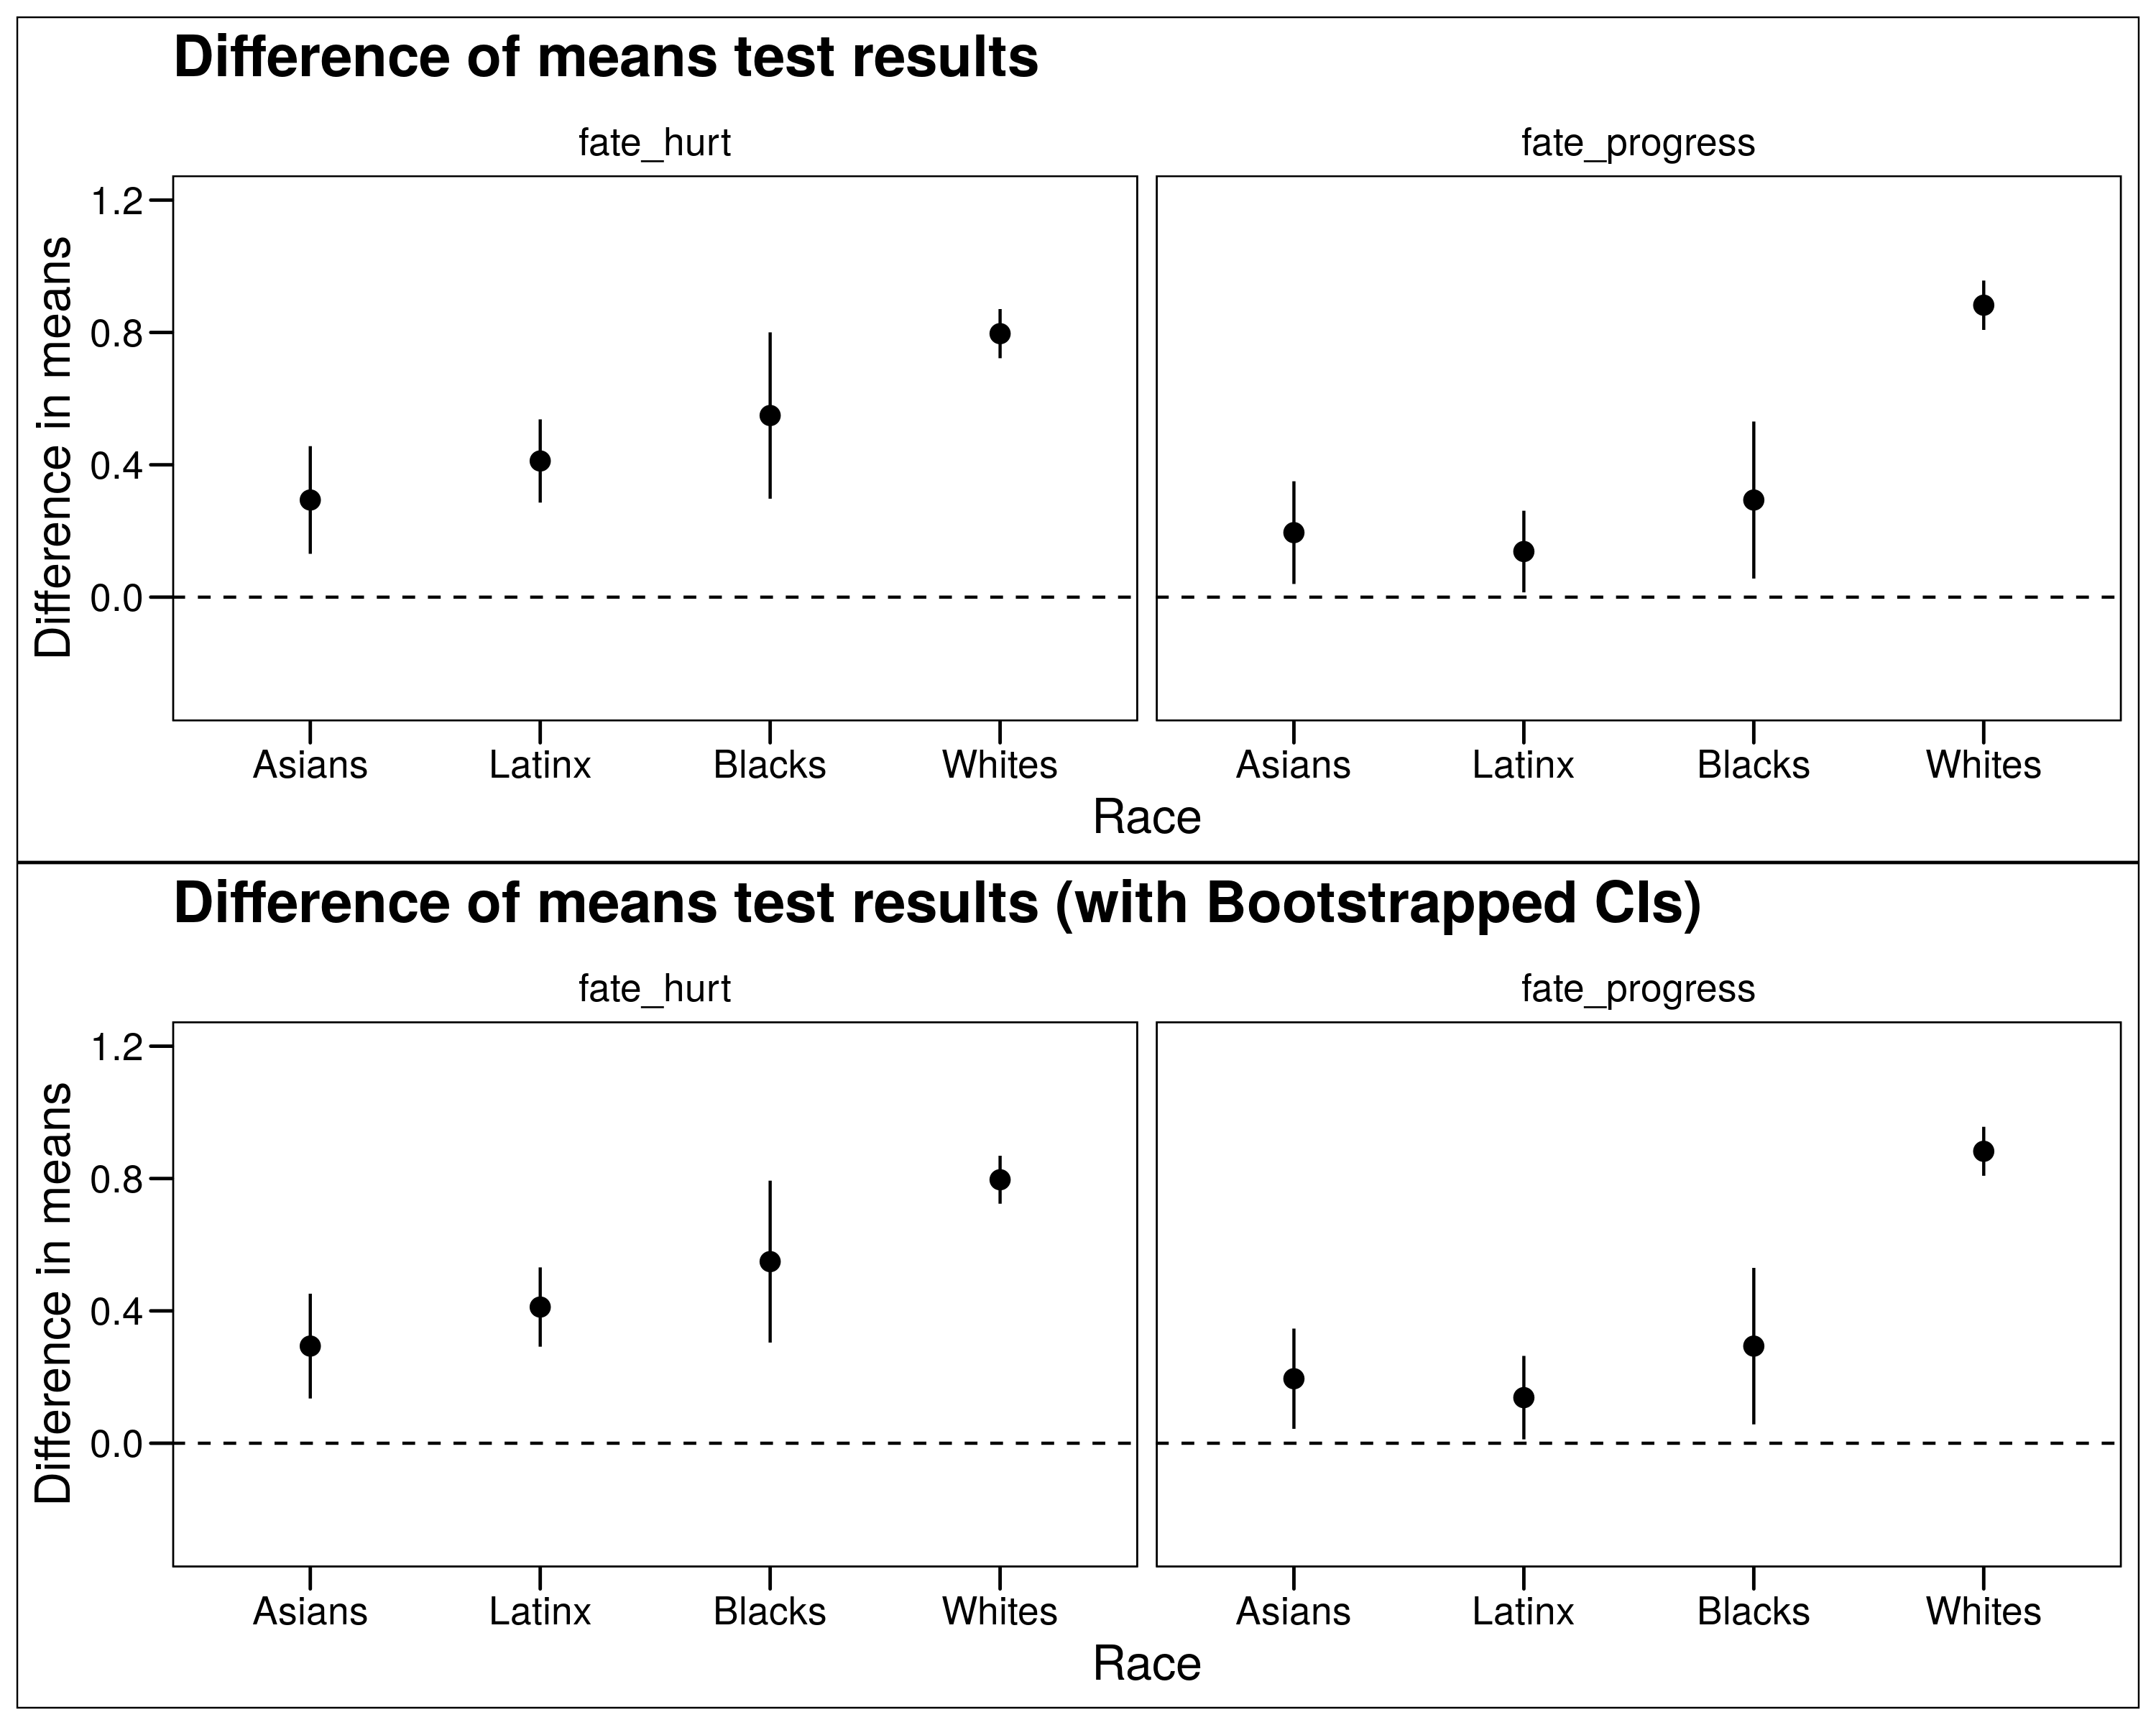 Difference of means test results
fate_hurt
fate_progress
Difference in means
1.2
0.8
0.4
0.0
Asians Latinx Blacks Whites
Asians Latinx Blacks Whites
Race
Difference of means test results (with Bootstrapped CIs)
fate_hurt
fate_progress
Difference in means
1.2
0.8
0.4
0.0
Asians Latinx Blacks Whites
Asians Latinx Blacks Whites
Race